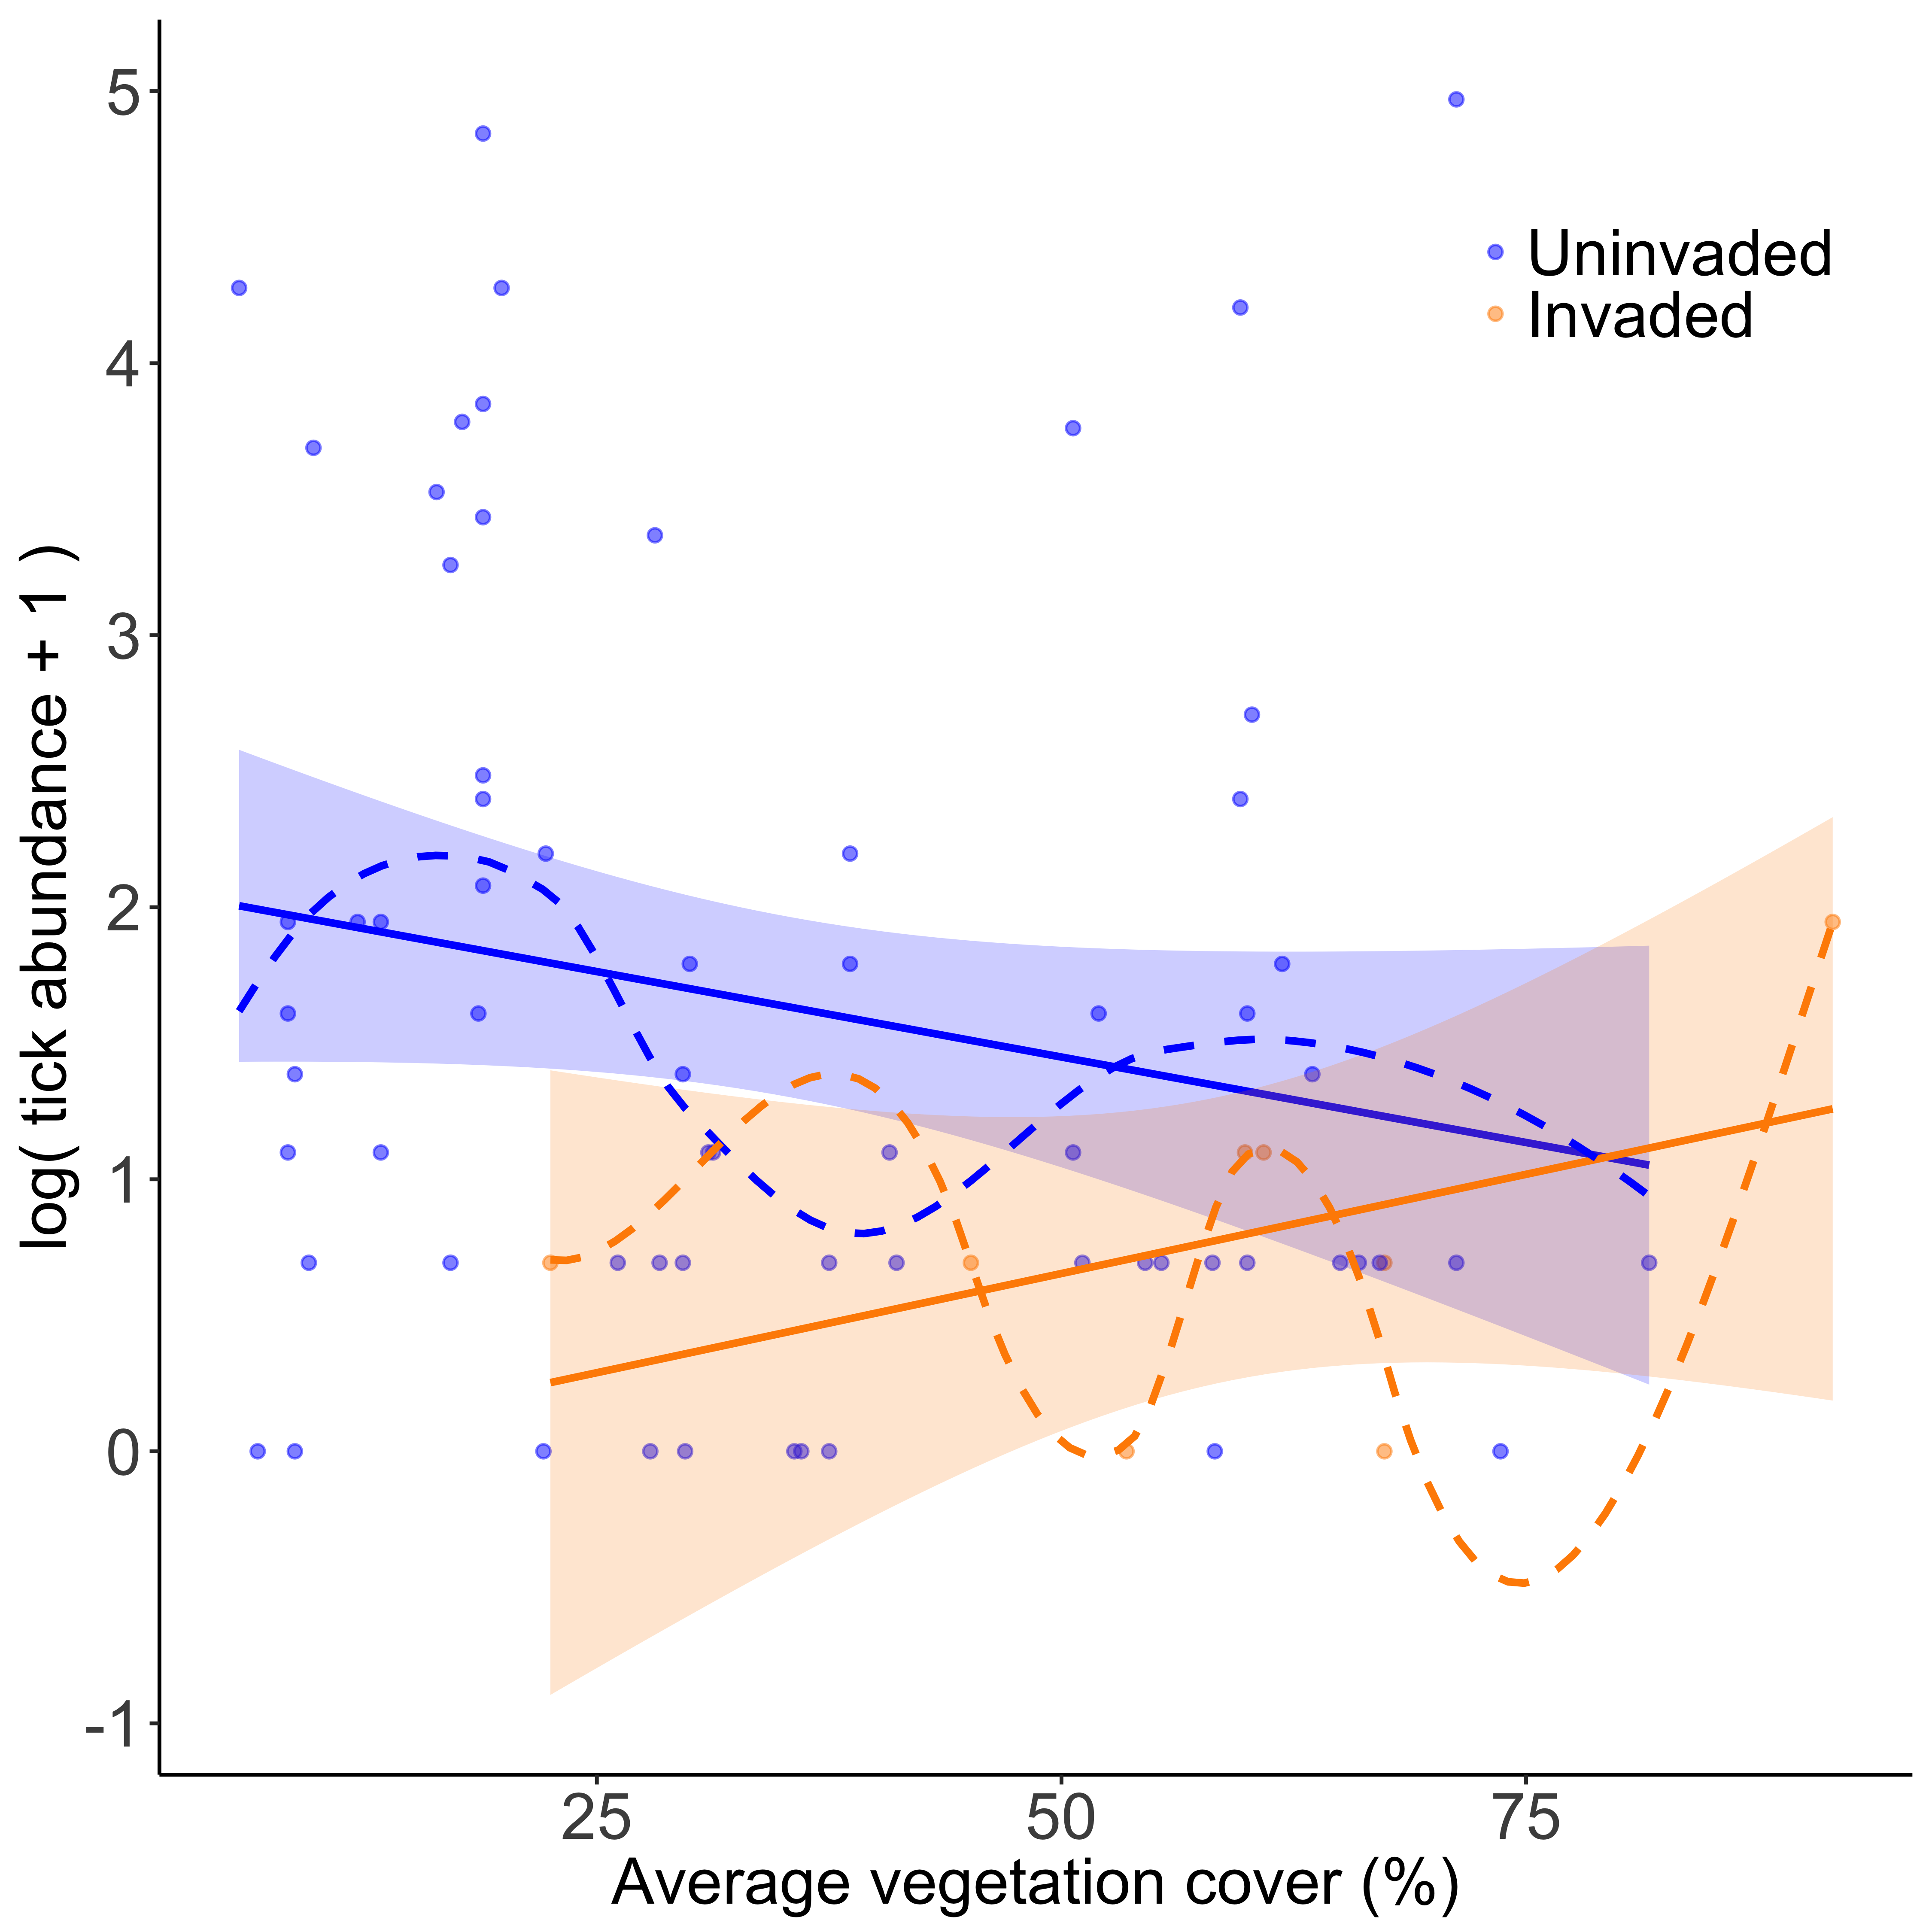 log( tick abundance + 1 )
5
4
3
2
1
0
-1
Uninvaded
Invaded
25
50
75
Average vegetation cover (%)